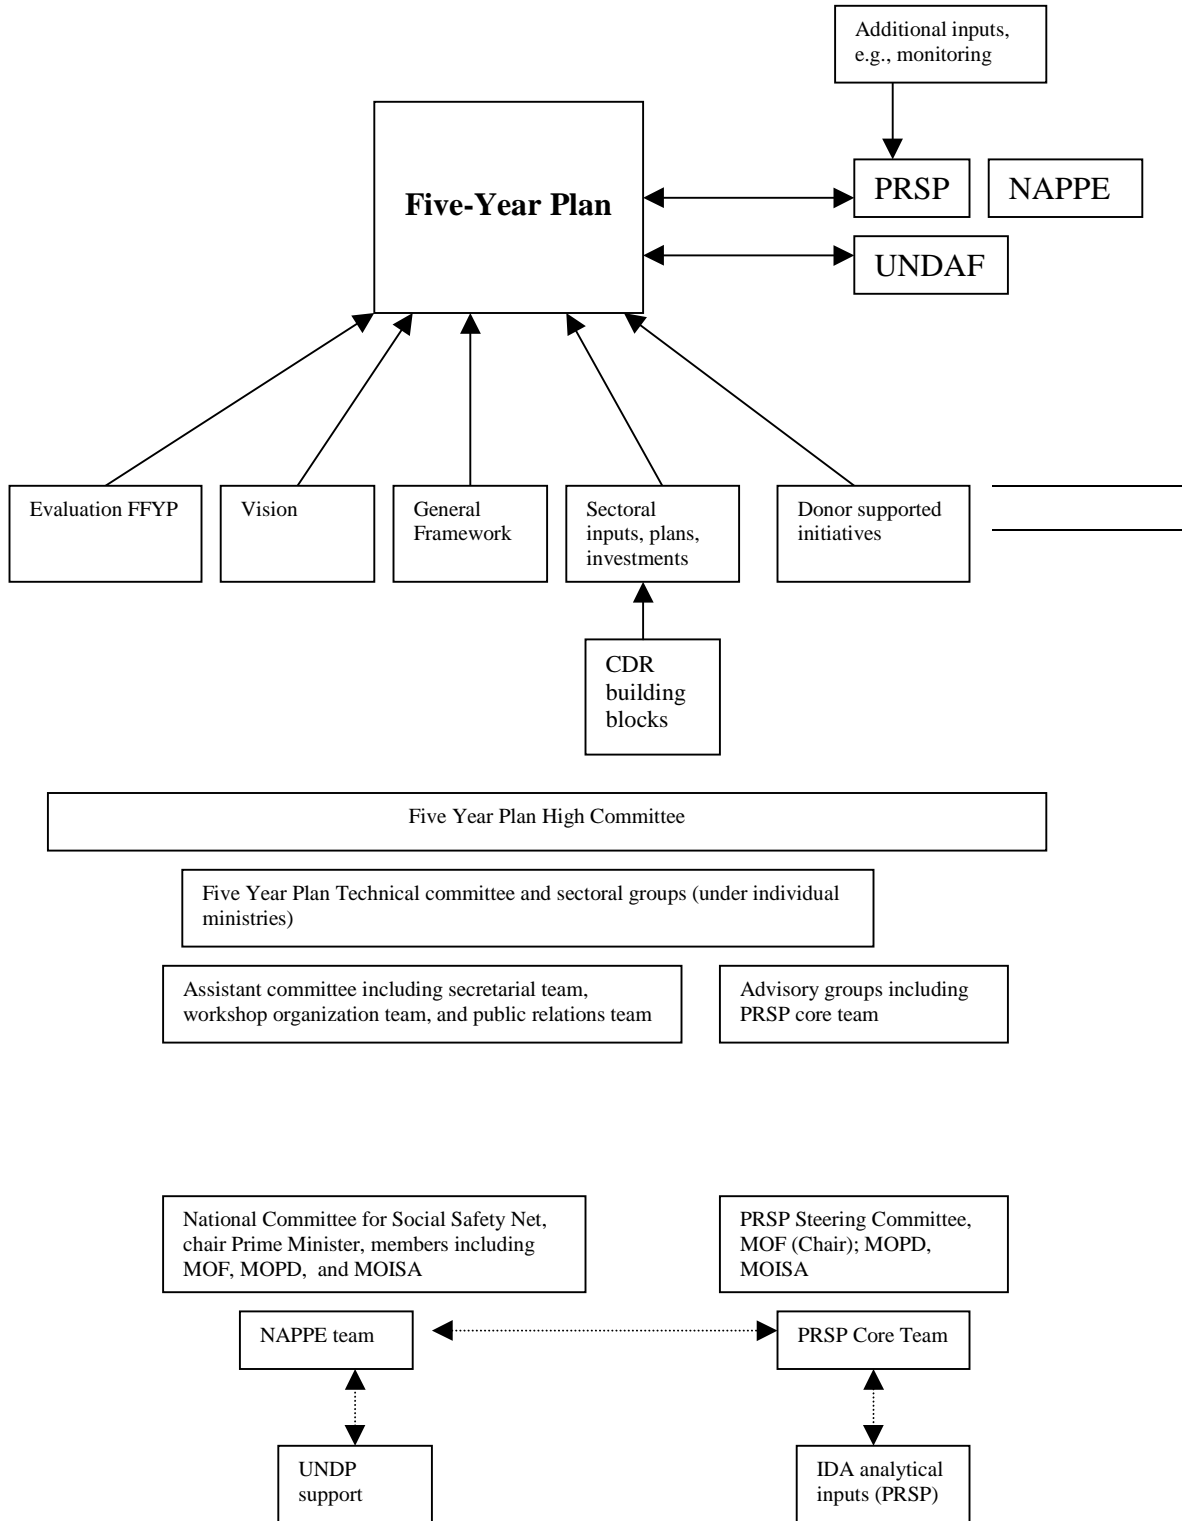 Additional inputs,
e.g., monitoring
Five-Year Plan
PRSP
NAPPE
UNDAF
Evaluation FFYP
Vision
General
Framework
Sectoral
inputs, plans,
investments
Donor supported
initiatives
CDR
building
blocks
Five Year Plan High Committee
Five Year Plan Technical committee and sectoral groups (under individual
ministries)
Assistant committee including secretarial team,
workshop organization team, and public relations team
Advisory groups including
PRSP core team
National Committee for Social Safety Net,
chair Prime Minister, members including
MOF, MOPD,  and MOISA
PRSP Steering Committee,
MOF (Chair); MOPD,
MOISA
NAPPE team
PRSP Core Team
UNDP
support
IDA analytical
inputs (PRSP)